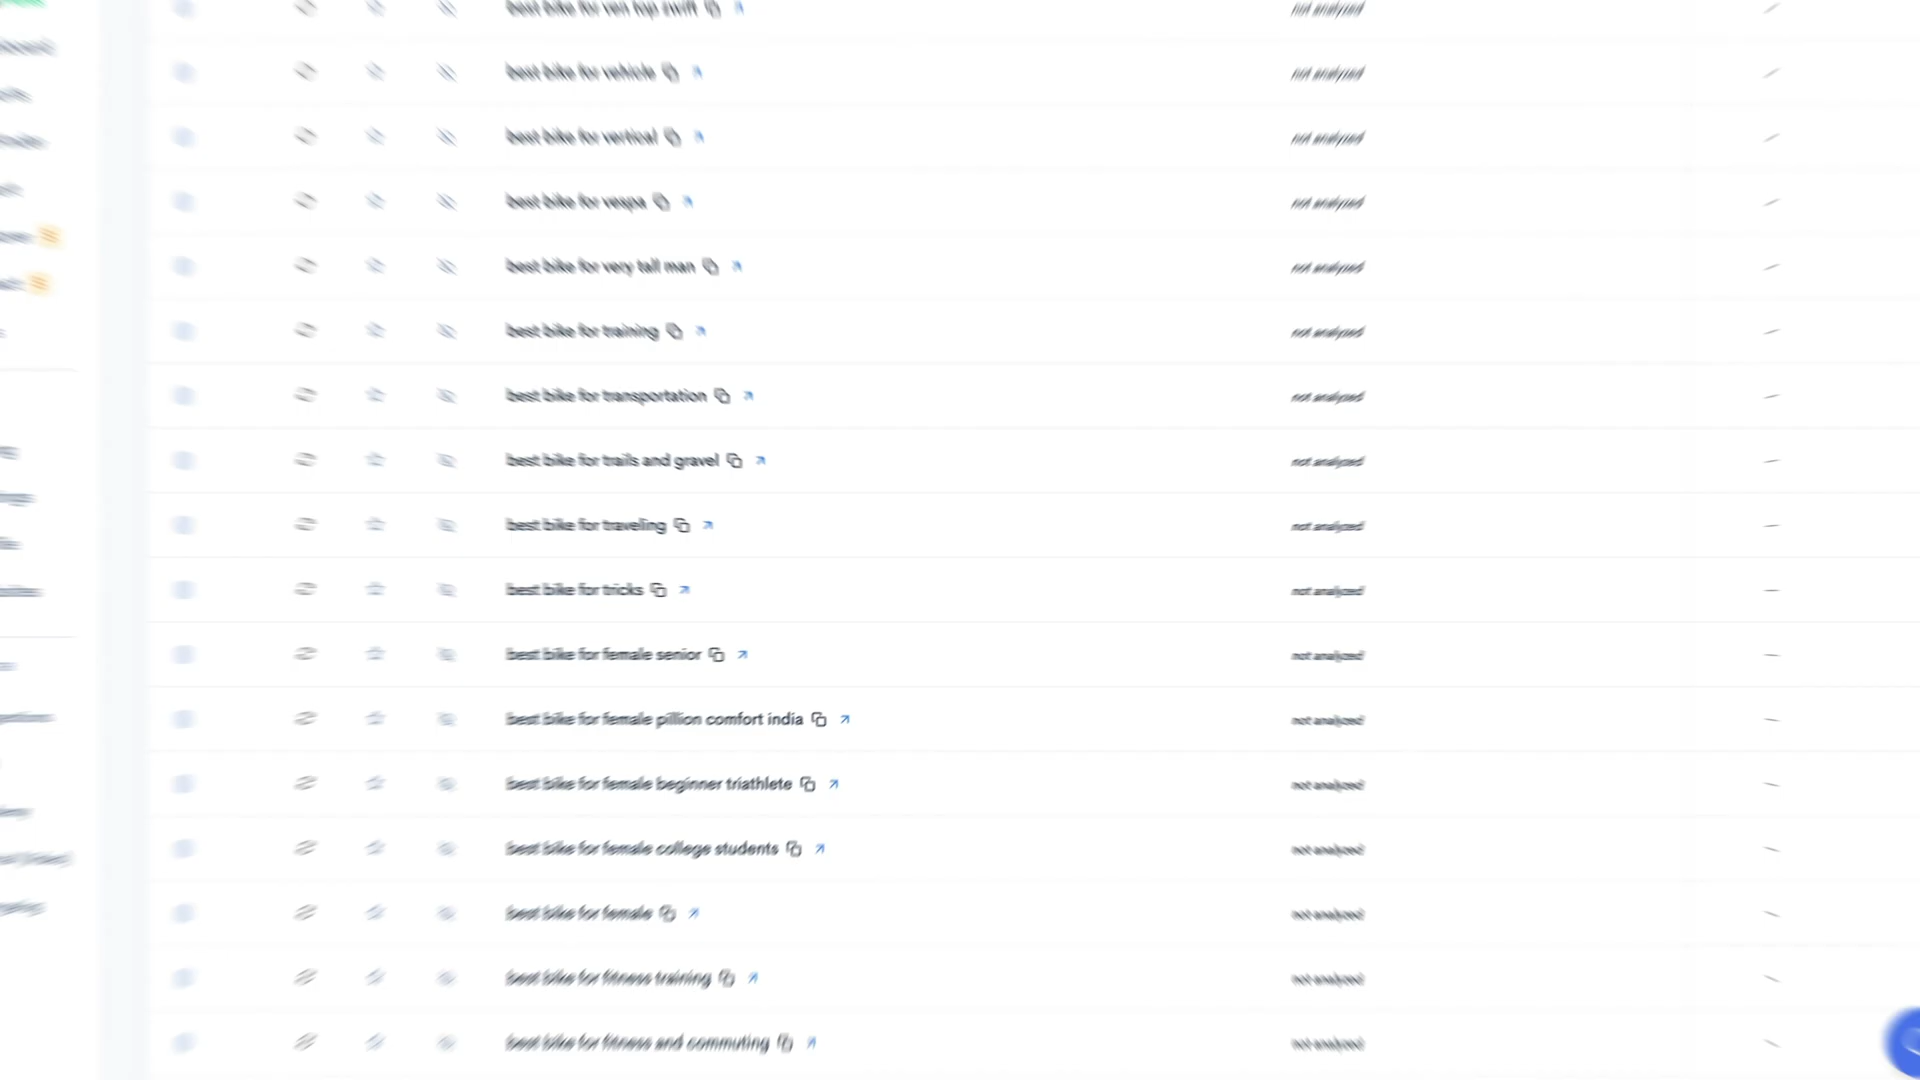 best bike for
best bike for vehicle not analyzed
best bike for vertical not analyzed
best bike for vespa not analyzed
best bike for very tall man not analyzed
best bike for training not analyzed
best bike for transportation not analyzed
best bike for trails and gravel not analyzed
best bike for traveling not analyzed
best bike for tricks not analyzed
best bike for female senior not analyzed
best bike for female pillion comfort india not analyzed
best bike for female beginner triathlete not analyzed
best bike for female college students not analyzed
best bike for female not analyzed
best bike for fitness training not analyzed
best bike for fitness and commuting not analyzed